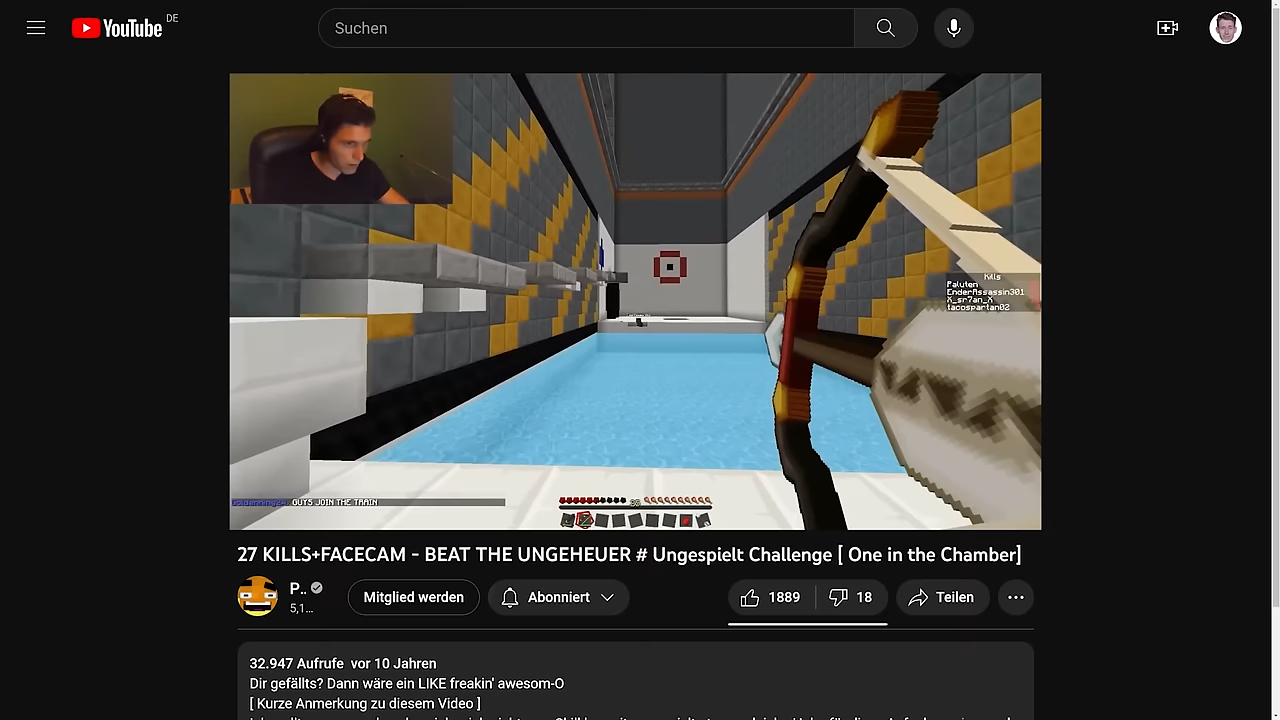 YouTube DE
Suchen
Kills
Paluten
EnderAssassin301
X_sr7an_X
tacospartan02
GUYS JOIN THE TRAIN
27 KILLS+FACECAM - BEAT THE UNGEHEUER # Ungespielt Challenge [ One in the Chamber]
P..
5,1...
Mitglied werden
Abonniert
1889
18
Teilen
32.947 Aufrufe vor 10 Jahren
Dir gefällts? Dann wäre ein LIKE freakin' awesom-O
[ Kurze Anmerkung zu diesem Video ]